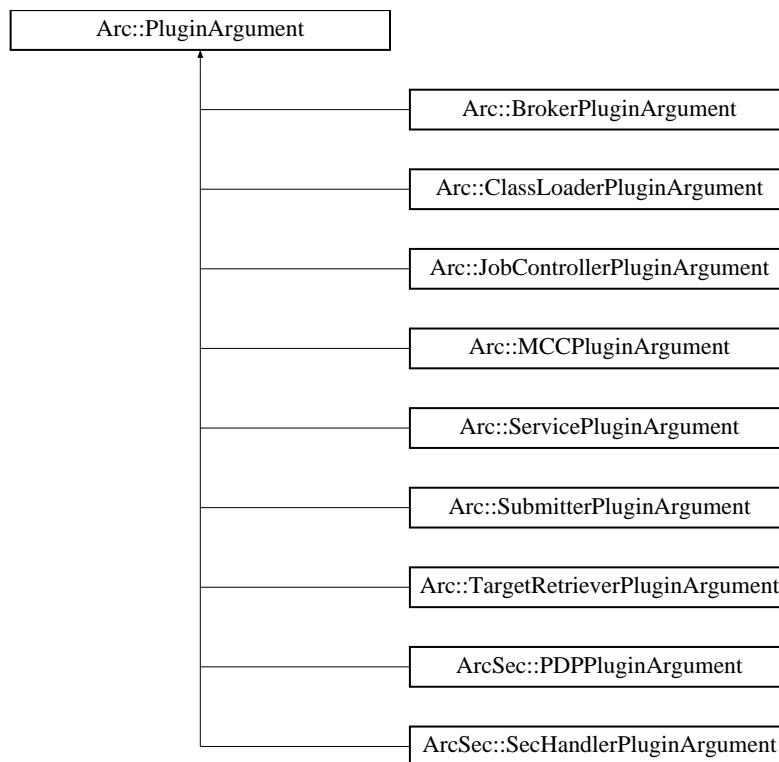 Arc::PluginArgument
Arc::BrokerPluginArgument
Arc::ClassLoaderPluginArgument
Arc::JobControllerPluginArgument
Arc::MCCPluginArgument
Arc::ServicePluginArgument
Arc::SubmitterPluginArgument
Arc::TargetRetrieverPluginArgument
ArcSec::PDPPluginArgument
ArcSec::SecHandlerPluginArgument